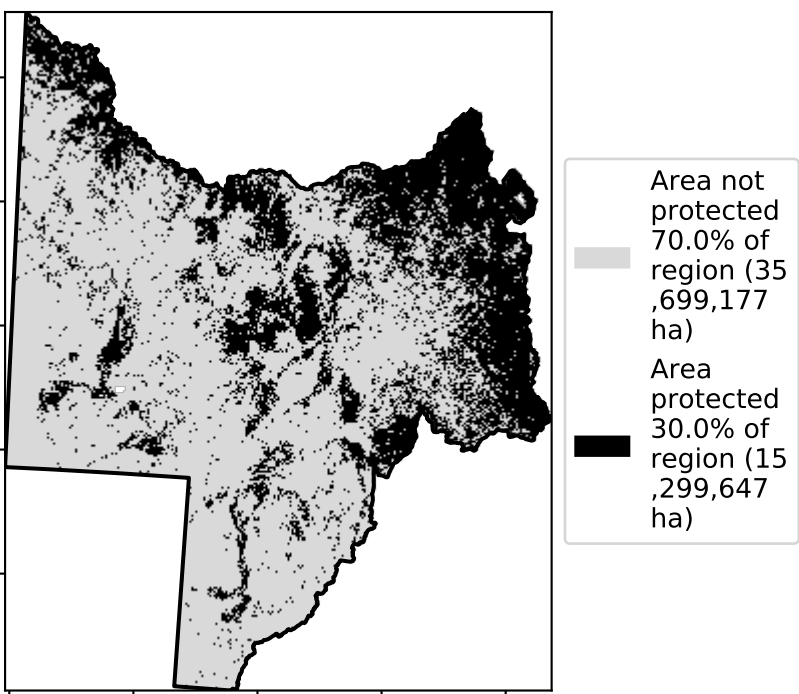 Area not
protected
70.0% of
region (35
,699,177
ha)
Area
protected
30.0% of
region (15
,299,647
ha)